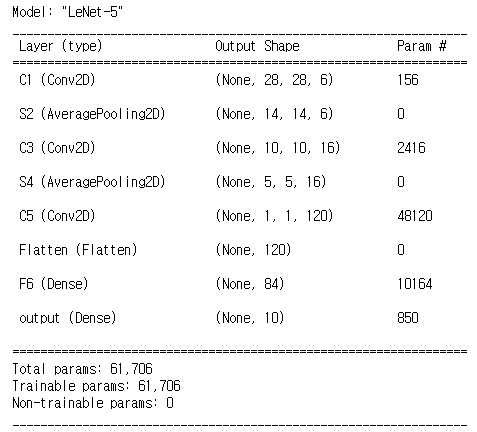 Model: "LeNet-5"
_________________________________________________________________
Layer (type) Output Shape Param #
=================================================================
C1 (Conv2D) (None, 28, 28, 6) 156
S2 (AveragePooling2D) (None, 14, 14, 6) 0
C3 (Conv2D) (None, 10, 10, 16) 2416
S4 (AveragePooling2D) (None, 5, 5, 16) 0
C5 (Conv2D) (None, 1, 1, 120) 48120
Flatten (Flatten) (None, 120) 0
F6 (Dense) (None, 84) 10164
output (Dense) (None, 10) 850
=================================================================
Total params: 61,706
Trainable params: 61,706
Non-trainable params: 0
_________________________________________________________________